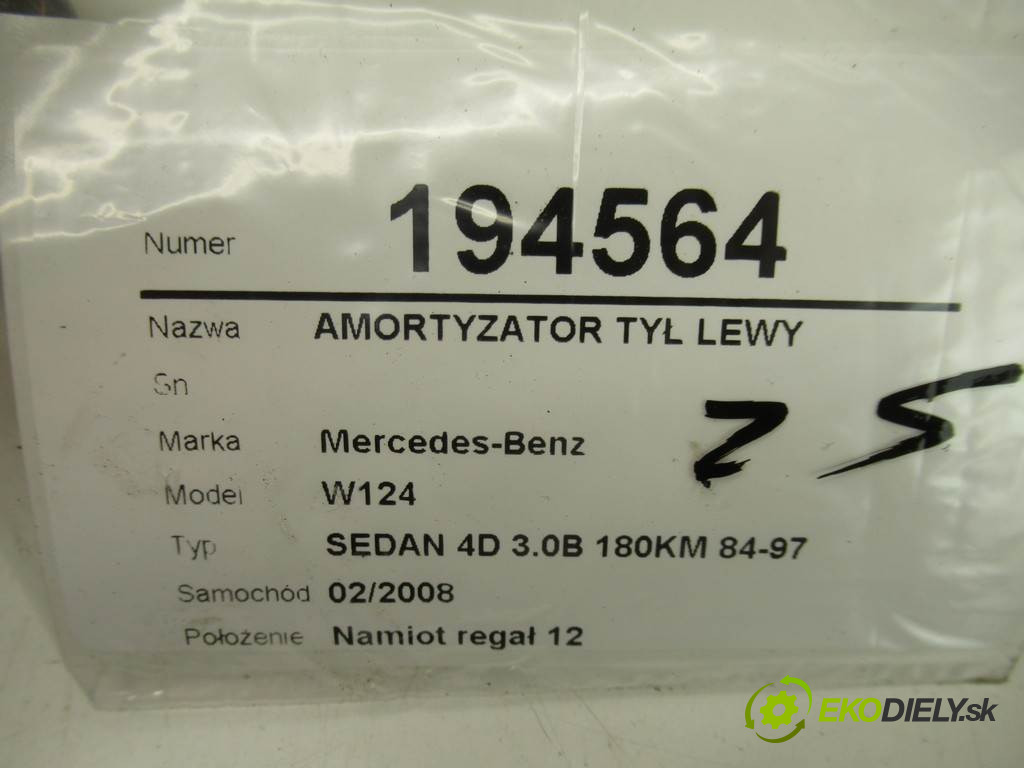 Numer 194564
Nazwa AMORTYZATOR TYŁ LEWY
Sn
Marka Mercedes-Benz
Model W124
Typ SEDAN 4D 3.0B 180KM 84-97
Samochód 02/2008
Położenie Namiot regał 12
EKODIELY.sk